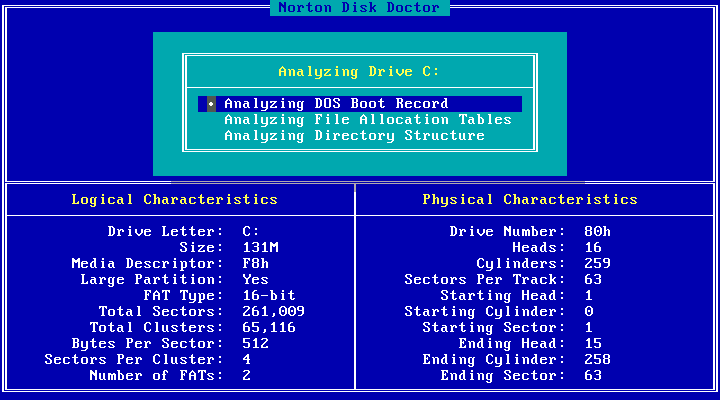 Norton Disk Doctor
Analyzing Drive C:
Analyzing DOS Boot Record
Analyzing File Allocation Tables
Analyzing Directory Structure
Logical Characteristics
Drive Letter: C:
Size: 131M
Media Descriptor: F8h
Large Partition: Yes
FAT Type: 16-bit
Total Sectors: 261,009
Total Clusters: 65,116
Bytes Per Sector: 512
Sectors Per Cluster: 4
Number of FATs: 2
Physical Characteristics
Drive Number: 80h
Heads: 16
Cylinders: 259
Sectors Per Track: 63
Starting Head: 1
Starting Cylinder: 0
Starting Sector: 1
Ending Head: 15
Ending Cylinder: 258
Ending Sector: 63